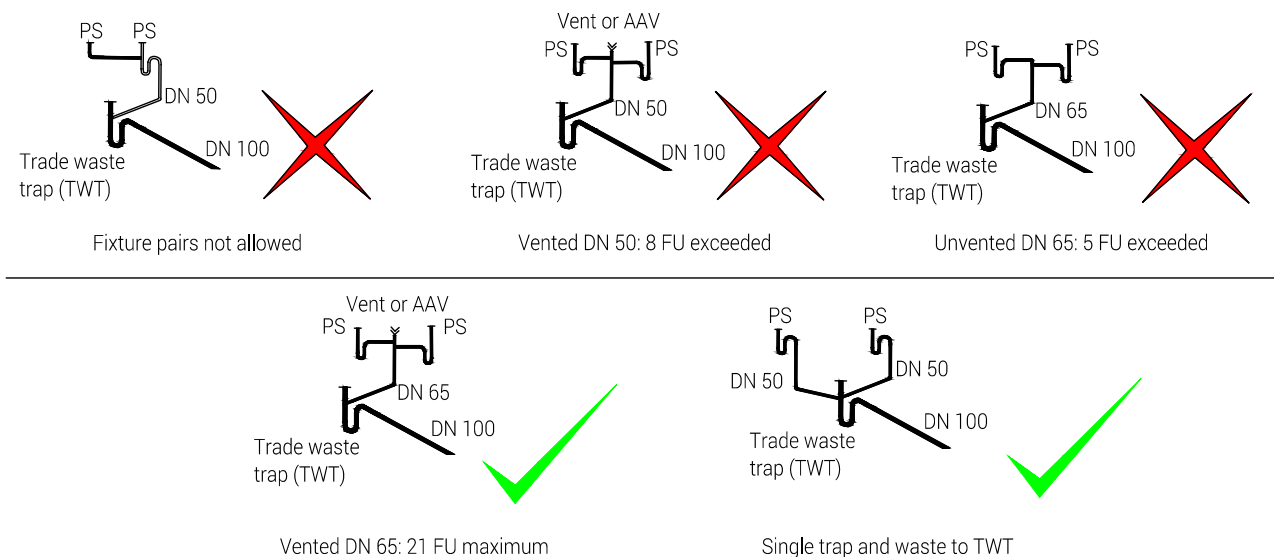 PS PS
DN 50
DN 100
Trade waste
trap (TWT)
Fixture pairs not allowed
Vent or AAV
PS PS
DN 50
DN 100
Trade waste
trap (TWT)
Vented DN 50: 8 FU exceeded
PS PS
DN 65
DN 100
Trade waste
trap (TWT)
Unvented DN 65: 5 FU exceeded
Vent or AAV
PS PS
DN 65
DN 100
Trade waste
trap (TWT)
Vented DN 65: 21 FU maximum
PS PS
DN 50 DN 50
DN 100
Trade waste
trap (TWT)
Single trap and waste to TWT